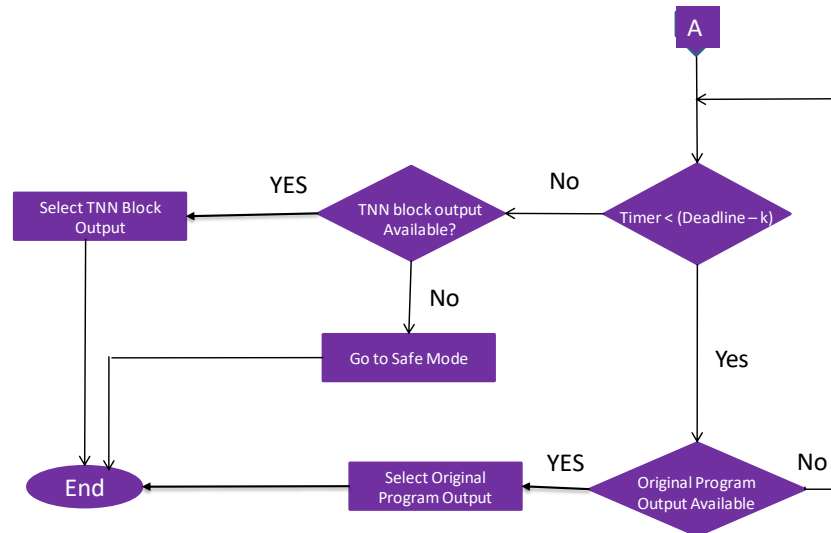 A
No
YES
Select TNN Block
Output
TNN block output
Available?
Timer < (Deadline – k)
No
Go to Safe Mode
Yes
YES
No
End
Select Original
Program Output
Original Program
Output Available